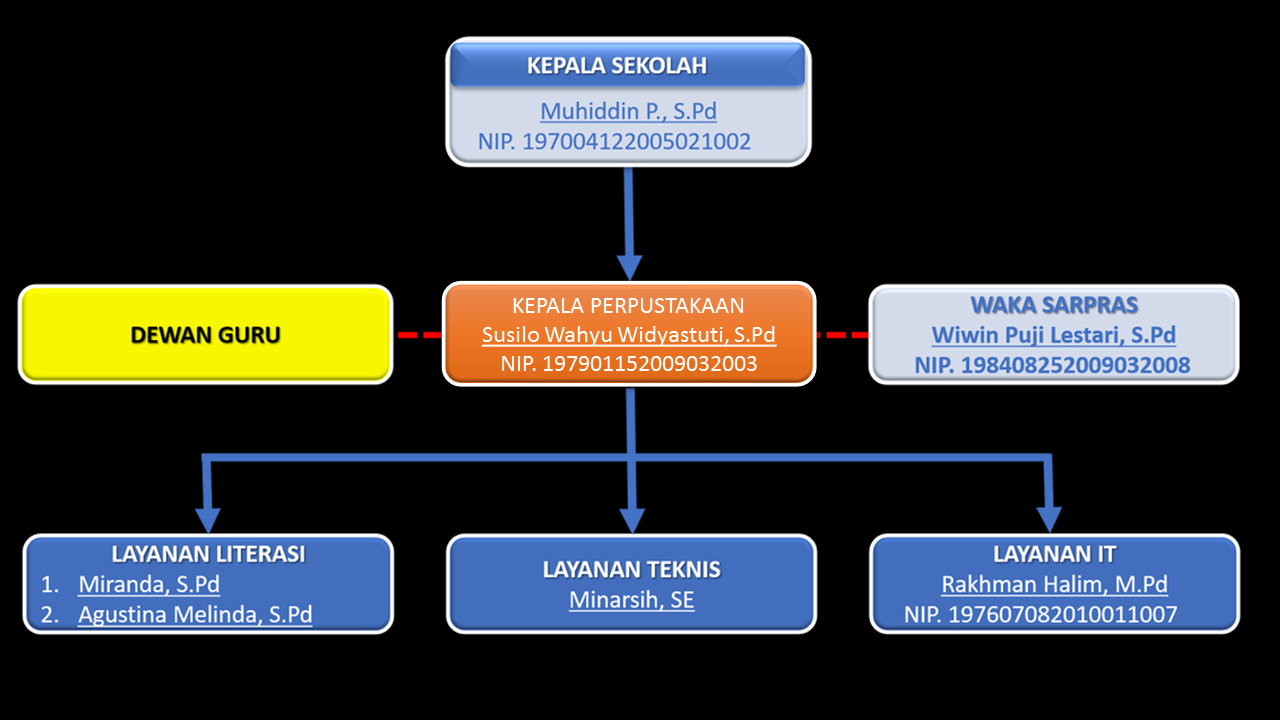 KEPALA SEKOLAH
Muhiddin P., S.Pd
NIP. 197004122005021002
DEWAN GURU
KEPALA PERPUSTAKAAN
Susilo Wahyu Widyastuti, S.Pd
NIP. 197901152009032003
WAKA SARPRAS
Wiwin Puji Lestari, S.Pd
NIP. 198408252009032008
LAYANAN LITERASI
1. Miranda, S.Pd
2. Agustina Melinda, S.Pd
LAYANAN TEKNIS
Minarsih, SE
LAYANAN IT
Rakhman Halim, M.Pd
NIP. 197607082010011007